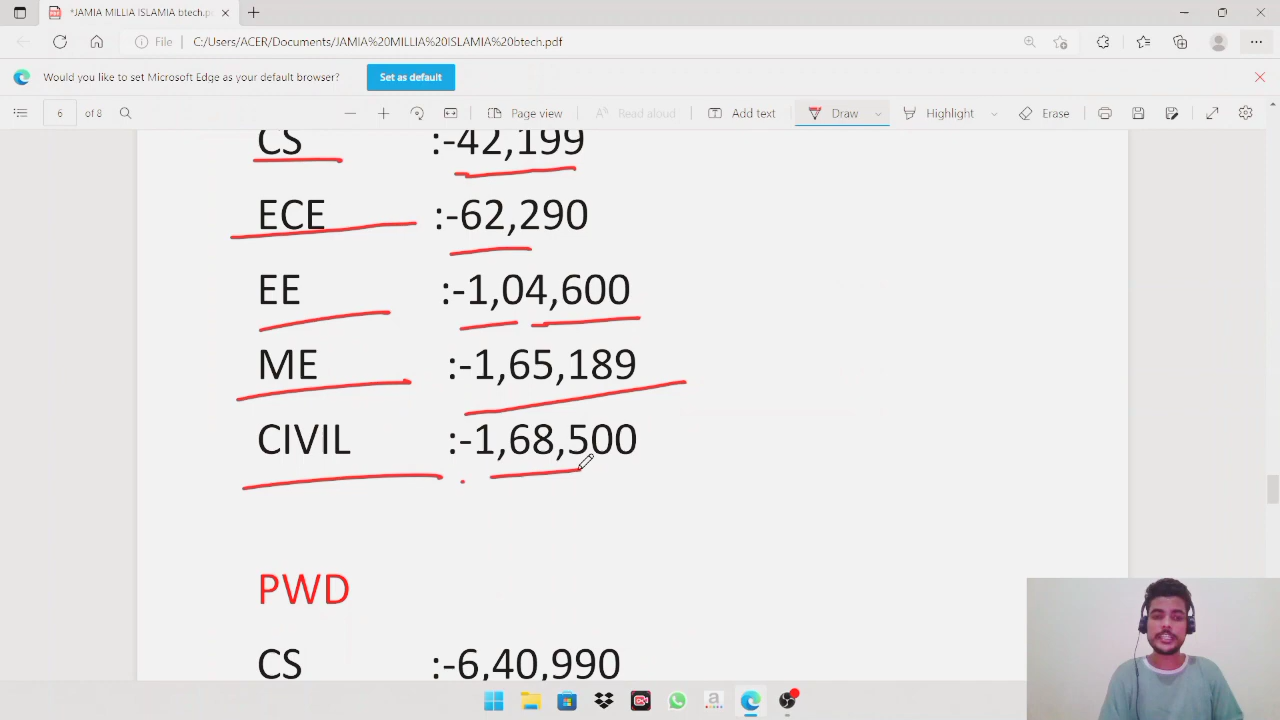 *JAMIA MILLIA ISLAMIA btech.p
File C:/Users/ACER/Documents/JAMIA%20MILLIA%20ISLAMIA%20btech.pdf
Would you like to set Microsoft Edge as your default browser? Set as default
6 of 8 Page view Read aloud Add text Draw Highlight Erase
CS :-42,199
ECE :-62,290
EE :-1,04,600
ME :-1,65,189
CIVIL :-1,68,500
PWD
CS :-6,40,990